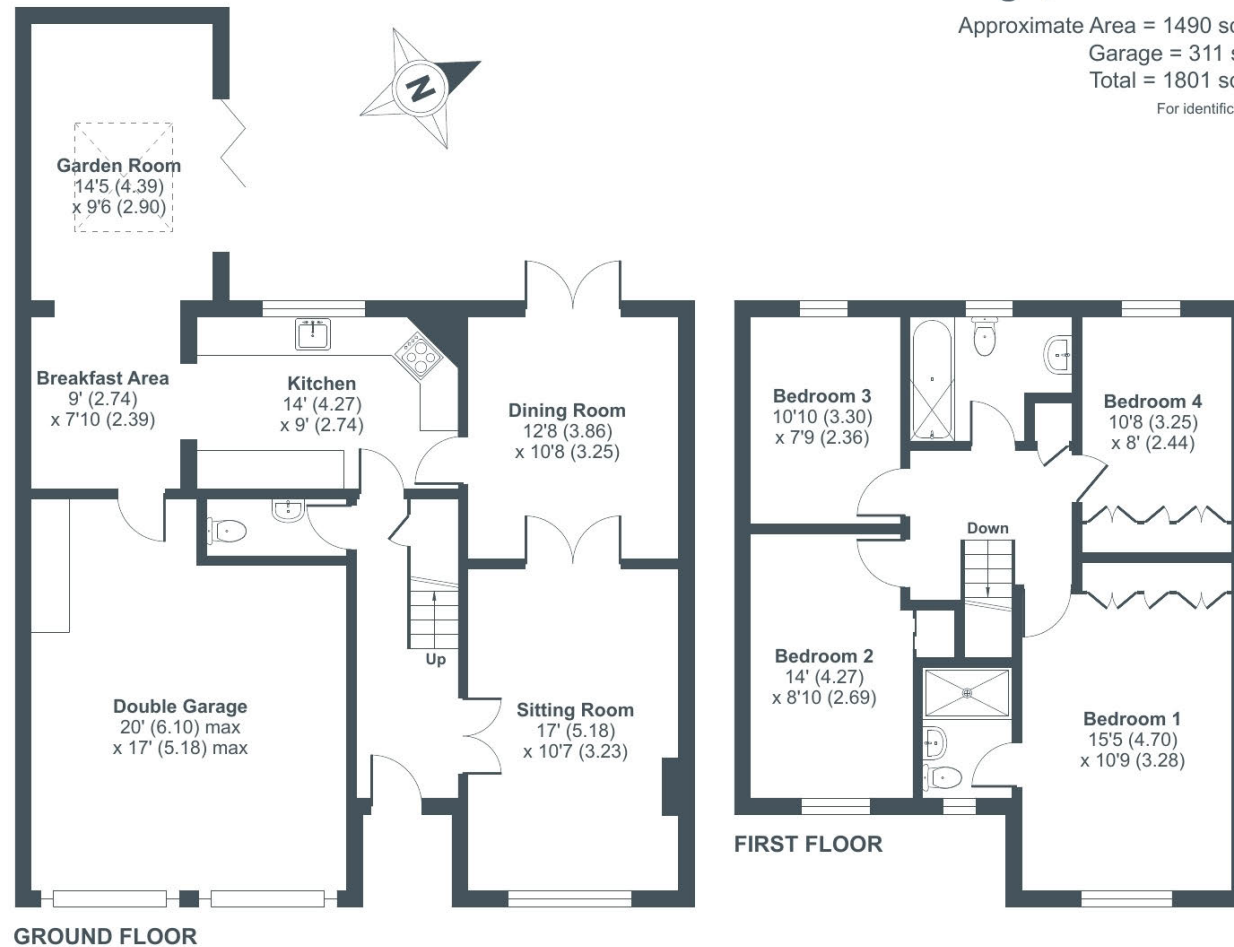 Approximate Area = 1490 sq
Garage = 311 s
Total = 1801 sq
For identific
N
Garden Room
14'5 (4.39)
x 9'6 (2.90)
Breakfast Area
9' (2.74)
x 7'10 (2.39)
Kitchen
14' (4.27)
x 9' (2.74)
Dining Room
12'8 (3.86)
x 10'8 (3.25)
Up
Double Garage
20' (6.10) max
x 17' (5.18) max
Sitting Room
17' (5.18)
x 10'7 (3.23)
GROUND FLOOR
Bedroom 3
10'10 (3.30)
x 7'9 (2.36)
Bedroom 4
10'8 (3.25)
x 8' (2.44)
Down
Bedroom 2
14' (4.27)
x 8'10 (2.69)
Bedroom 1
15'5 (4.70)
x 10'9 (3.28)
FIRST FLOOR